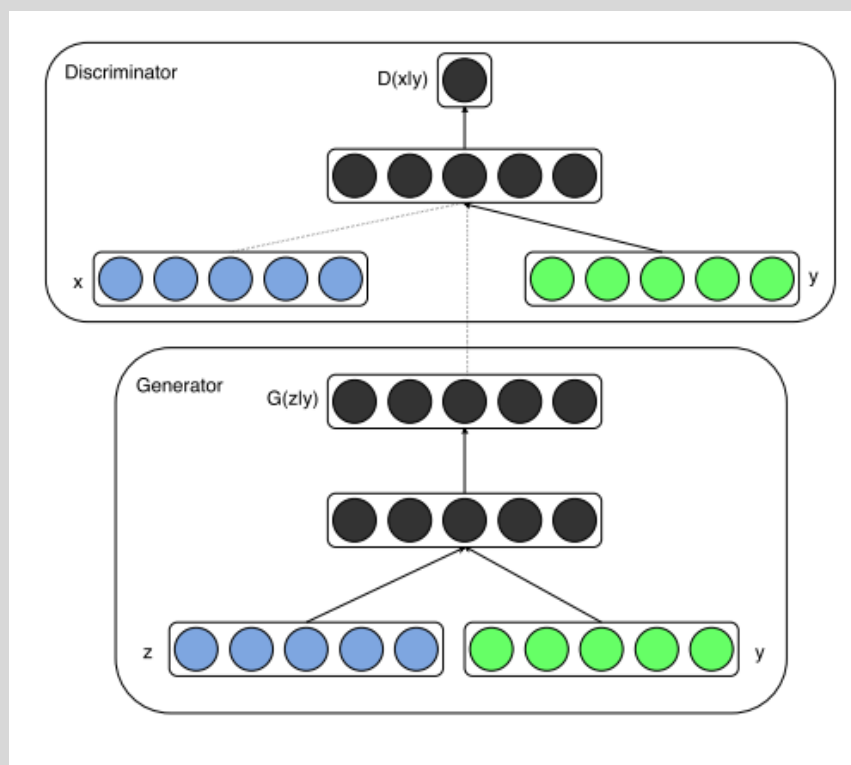 Discriminator
D(x|y)
x
y
Generator
G(z|y)
z
y